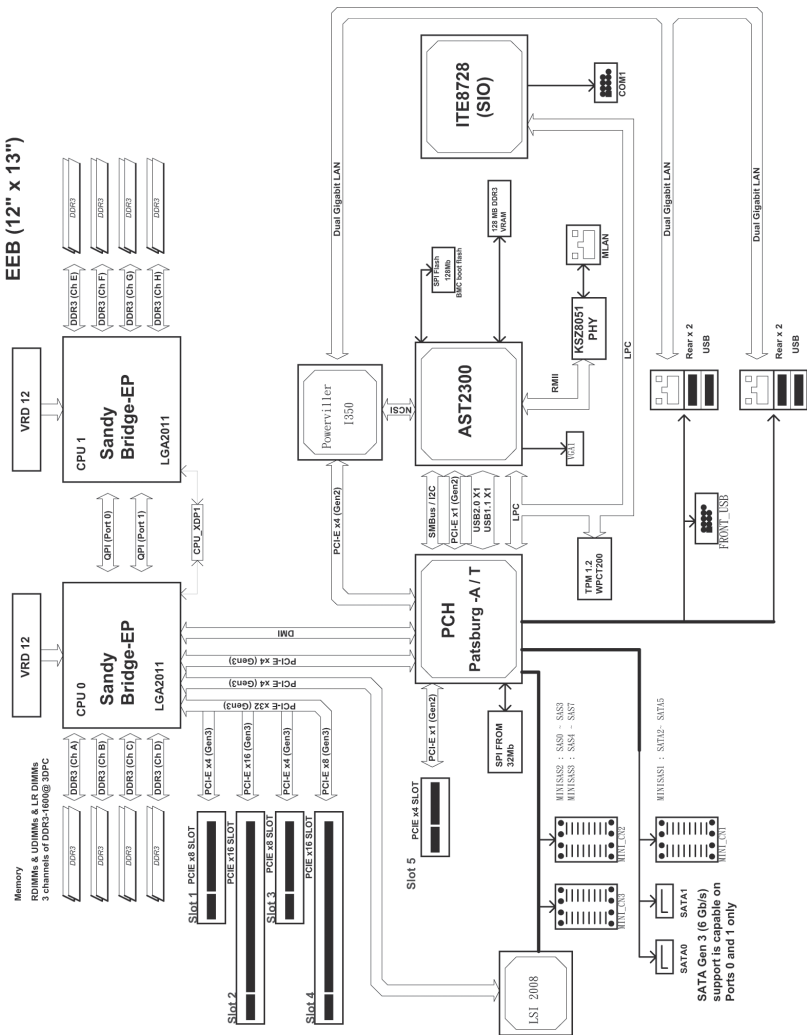 EEB (12" x 13")
Memory
RDIMMs & UDIMMs & LR DIMMs
3 channels of DDR3-1600@ 3DPC
DDR3
DDR3
DDR3
DDR3
DDR3 (Ch A)
DDR3 (Ch B)
DDR3 (Ch C)
DDR3 (Ch D)
VRD 12
CPU 0
Sandy
Bridge-EP
LGA2011
QPI (Port 0)
QPI (Port 1)
CPU_XDP1
VRD 12
CPU 1
Sandy
Bridge-EP
LGA2011
DDR3 (Ch E)
DDR3 (Ch F)
DDR3 (Ch G)
DDR3 (Ch H)
DDR3
DDR3
DDR3
DDR3
PCI-E x4 (Gen3)
PCI-E x16 (Gen3)
PCI-E x4 (Gen3)
PCI-E x8 (Gen3)
PCI-E x32 (Gen3)
PCI-E x4 (Gen3)
PCI-E x4 (Gen3)
DMI
Slot 1
PCIE x8 SLOT
Slot 2
PCIE x16 SLOT
Slot 3
PCIE x8 SLOT
Slot 4
PCIE x16 SLOT
Slot 5
PCIE x4 SLOT
PCI-E x1 (Gen2)
PCI-E x4 (Gen2)
Powerviller
I350
NCSI
Dual Gigabit LAN
SPI Flash
128Mb
BMC boot flash
128 MB DDR3
VRAM
ITE8728
(SIO)
COM1
PCH
Patsburg -A / T
SPI FROM
32Mb
SMBus / I2C
PCI-E x1 (Gen2)
USB2.0 X1
USB1.1 X1
LPC
AST2300
VGA1
RMII
KSZ8051
PHY
MLAN
LPC
TPM 1.2
WPCT200
LSI 2008
MINISAS2 : SAS0 ~ SAS3
MINISAS3 : SAS4 ~ SAS7
MINI_CN3
MINI_CN2
MINISAS1 : SATA2~ SATA5
MINI_CN1
SATA0
SATA1
SATA Gen 3 (6 Gb/s)
support is capable on
Ports 0 and 1 only
FRONT_USB
Dual Gigabit LAN
Rear x 2
USB
Dual Gigabit LAN
Rear x 2
USB